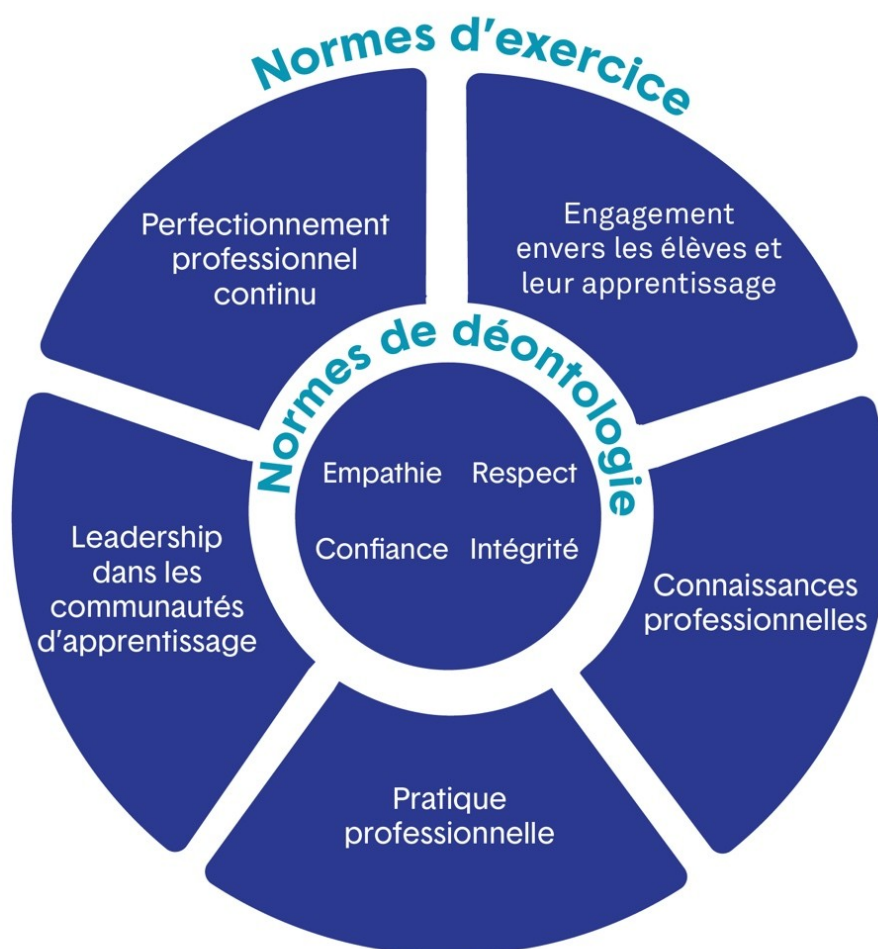 Normes d’exercice
Perfectionnement
professionnel
continu
Engagement
envers les élèves et
leur apprentissage
Normes de déontologie
Empathie Respect
Confiance Intégrité
Leadership
dans les
communautés
d’apprentissage
Connaissances
professionnelles
Pratique
professionnelle